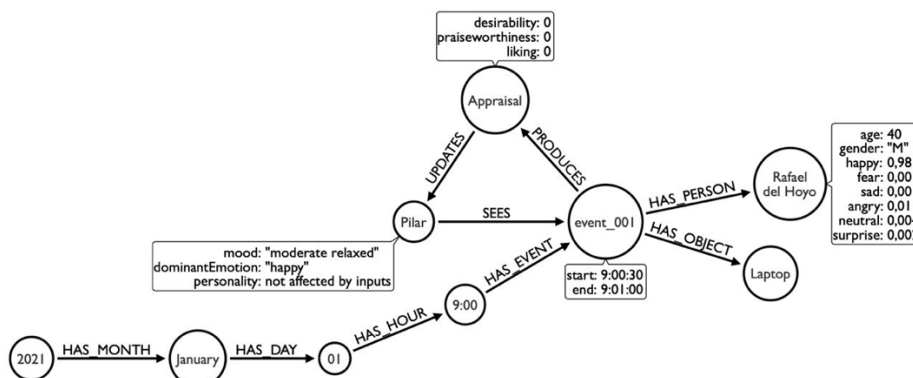 desirability: 0
praiseworthiness: 0
liking: 0
Appraisal
UPDATES
PRODUCES
age: 40
gender: "M"
happy: 0,98
fear: 0,00
sad: 0,00
angry: 0,01
neutral: 0,00
surprise: 0,00
Rafael
del Hoyo
HAS_PERSON
Pilar
SEES
event_001
HAS_OBJECT
Laptop
mood: "moderate relaxed"
dominantEmotion: "happy"
personality: not affected by inputs
start: 9:00:30
end: 9:01:00
HAS_EVENT
9:00
HAS_HOUR
2021
HAS_MONTH
January
HAS_DAY
01